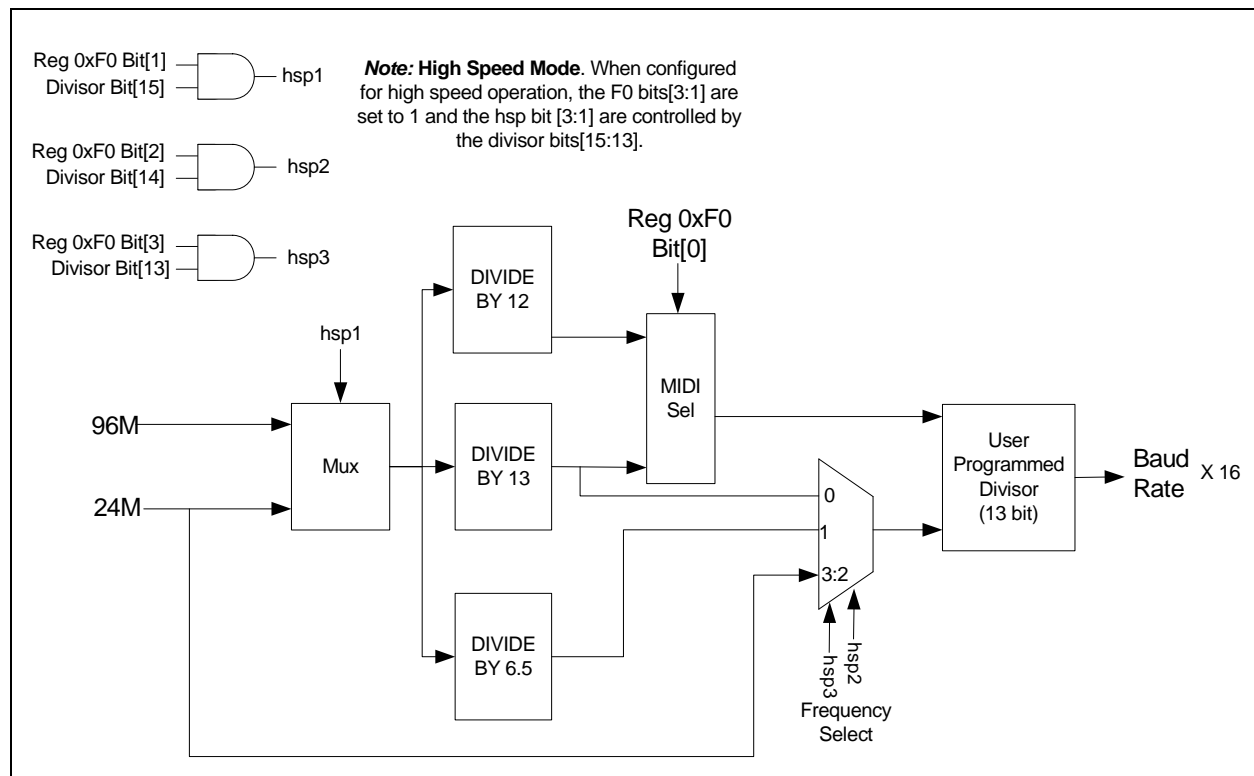 Reg 0xF0 Bit[1]
Divisor Bit[15]
hsp1
Note: High Speed Mode. When configured
for high speed operation, the F0 bits[3:1] are
set to 1 and the hsp bit [3:1] are controlled by
the divisor bits[15:13].
Reg 0xF0 Bit[2]
Divisor Bit[14]
hsp2
Reg 0xF0 Bit[3]
Divisor Bit[13]
hsp3
Reg 0xF0
Bit[0]
DIVIDE
BY 12
hsp1
MIDI
Sel
96M
24M
Mux
DIVIDE
BY 13
User
Programmed
Divisor
(13 bit)
Baud
Rate
X 16
0
1
3:2
DIVIDE
BY 6.5
hsp3
hsp2
Frequency
Select